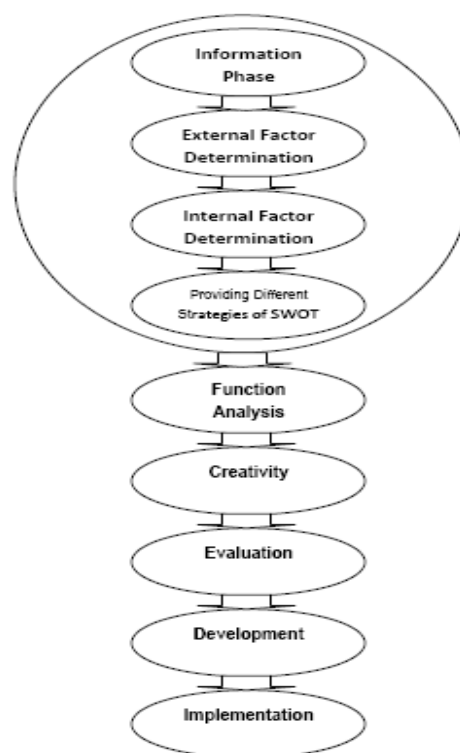 Information
Phase
External Factor
Determination
Internal Factor
Determination
Providing Different
Strategies of SWOT
Function
Analysis
Creativity
Evaluation
Development
Implementation